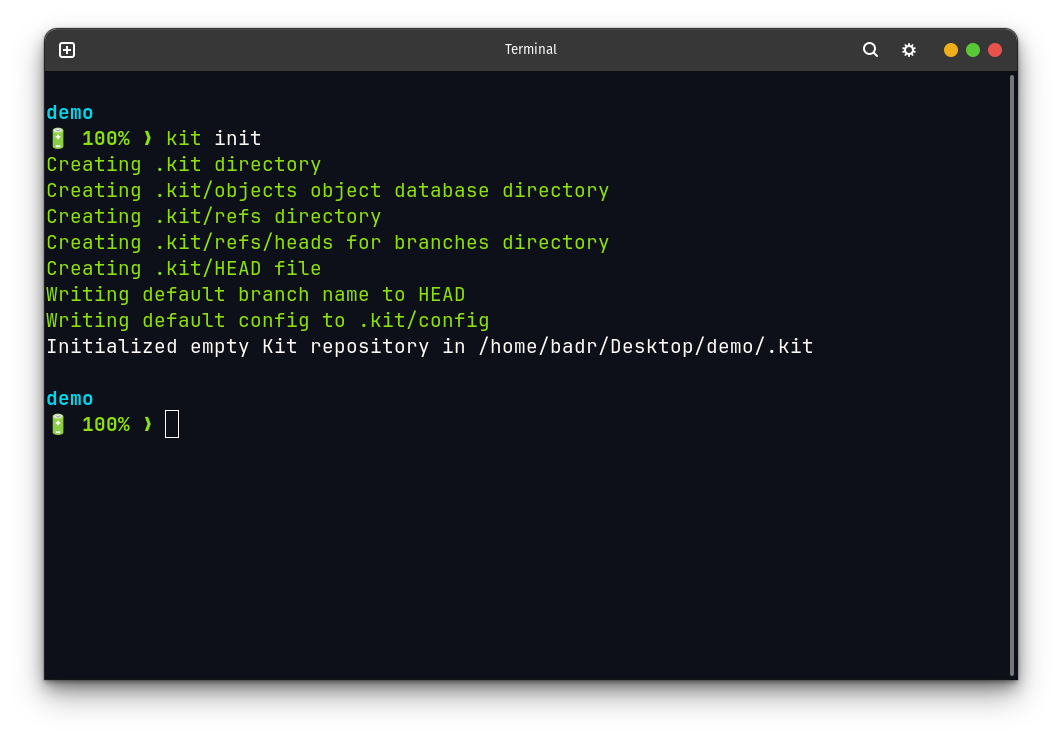 Terminal
demo
100% ❯ kit init
Creating .kit directory
Creating .kit/objects object database directory
Creating .kit/refs directory
Creating .kit/refs/heads for branches directory
Creating .kit/HEAD file
Writing default branch name to HEAD
Writing default config to .kit/config
Initialized empty Kit repository in /home/badr/Desktop/demo/.kit
demo
100% ❯